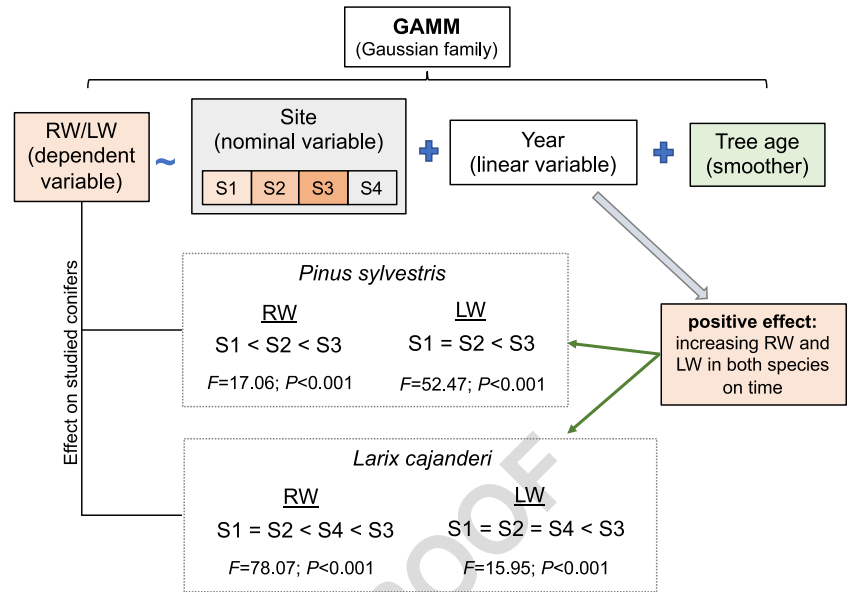 GAMM
(Gaussian family)
RW/LW
(dependent
variable)
~
Site
(nominal variable)
S1 S2 S3 S4
+
Year
(linear variable)
+
Tree age
(smoother)
Effect on studied conifers
Pinus sylvestris
RW LW
S1 < S2 < S3 S1 = S2 < S3
F=17.06; P<0.001 F=52.47; P<0.001
positive effect:
increasing RW and
LW in both species
on time
Larix cajanderi
RW LW
S1 = S2 < S4 < S3 S1 = S2 = S4 < S3
F=78.07; P<0.001 F=15.95; P<0.001
PROOF